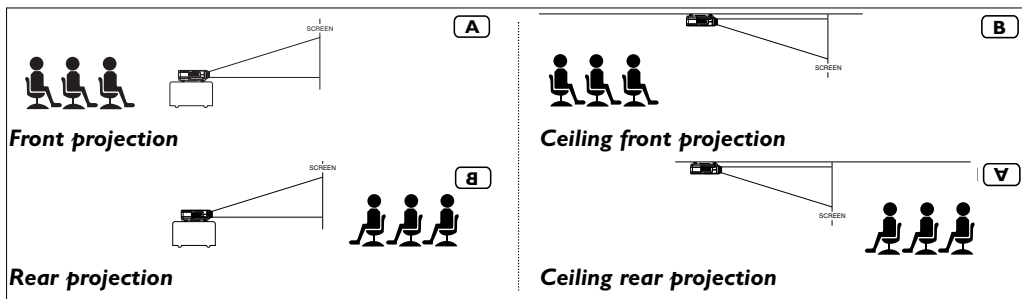 SCREEN
A
Front projection
SCREEN
B
Ceiling front projection
SCREEN
B
Rear projection
SCREEN
A
Ceiling rear projection